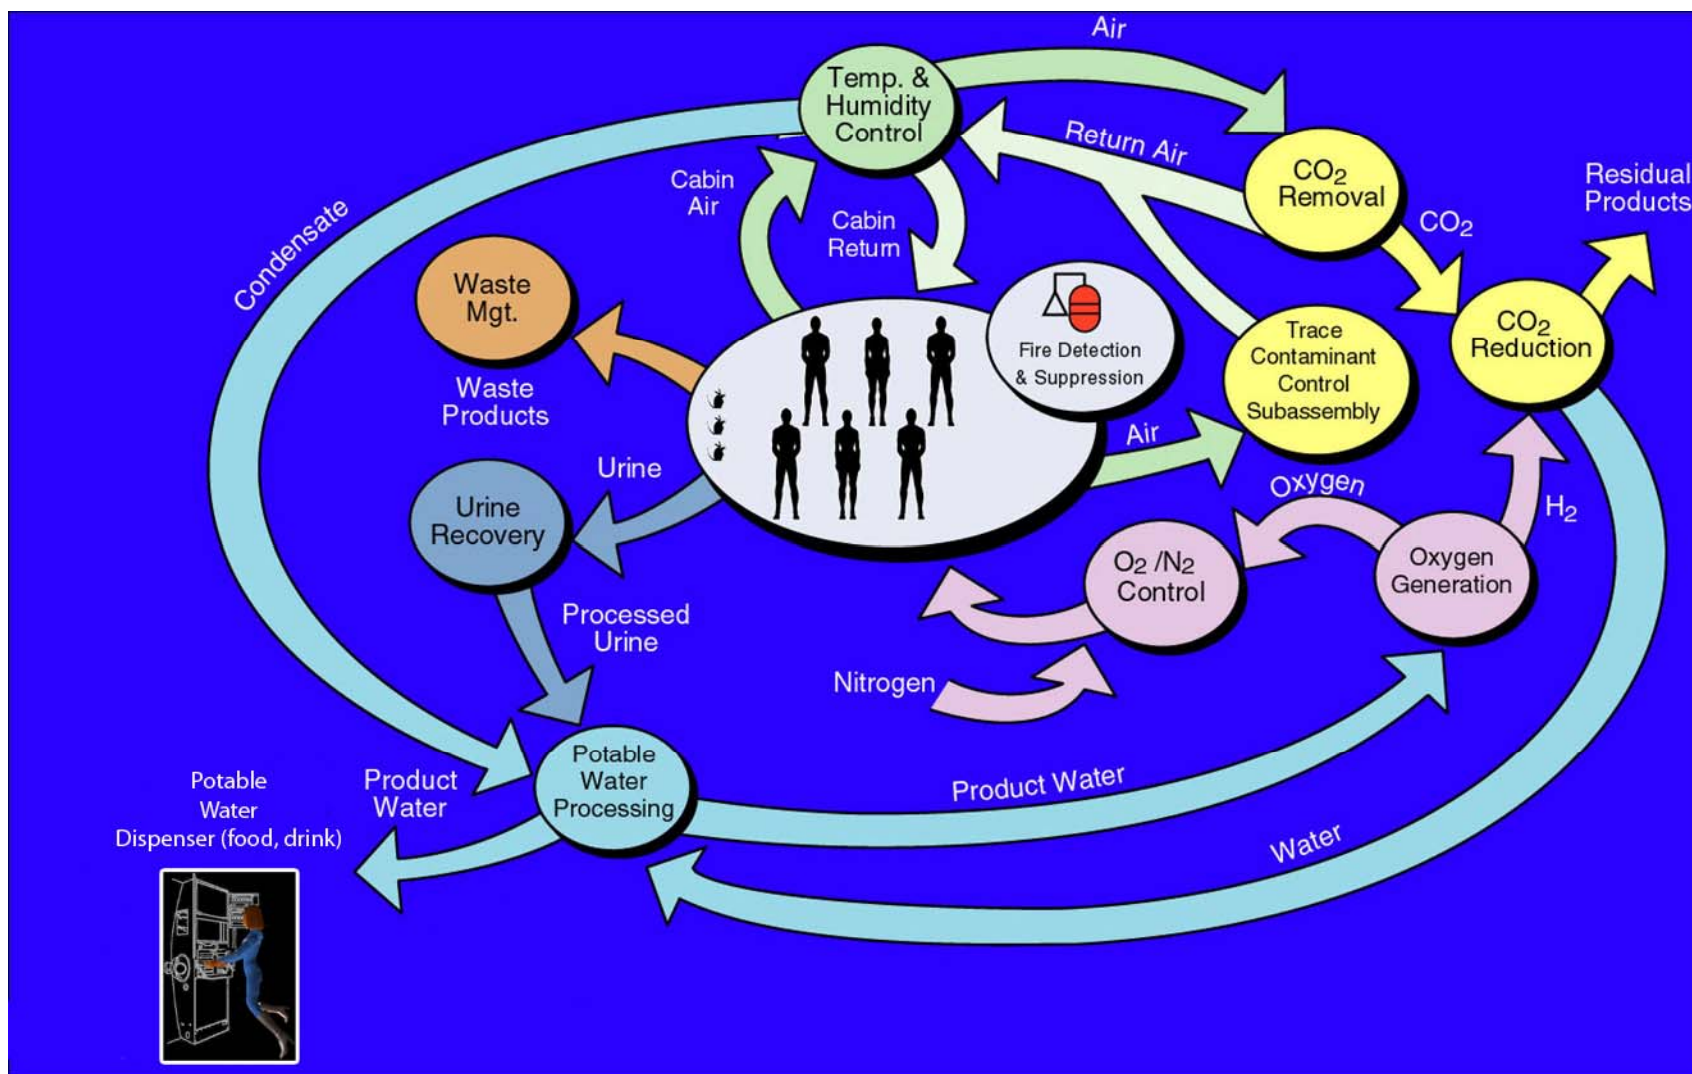 Air
Temp. &
Humidity
Control
Return Air
CO2
Removal
Residual
Products
Cabin
Air
Cabin
Return
CO2
Condensate
Waste
Mgt.
Fire Detection
& Suppression
Trace
Contaminant
Control
Subassembly
CO2
Reduction
Waste
Products
Air
Urine
Oxygen
H2
Urine
Recovery
O2 /N2
Control
Oxygen
Generation
Processed
Urine
Nitrogen
Potable
Water
Processing
Product
Water
Product Water
Potable
Water
Dispenser (food, drink)
Water